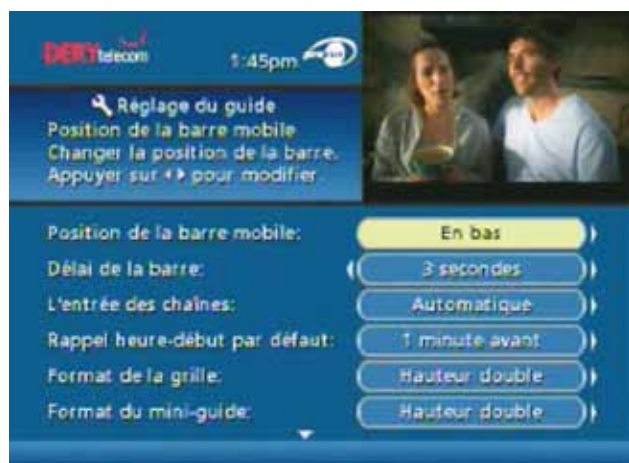 DERYtelecom
1:45pm
Réglage du guide
Position de la barre mobile
Changer la position de la barre.
Appuyer sur ◂▸ pour modifier
Position de la barre mobile: En bas
Délai de la barre: 3 secondes
L'entrée des chaînes: Automatique
Rappel heure-début par défaut: 1 minute avant
Format de la grille: Hauteur double
Format du mini-guide: Hauteur double